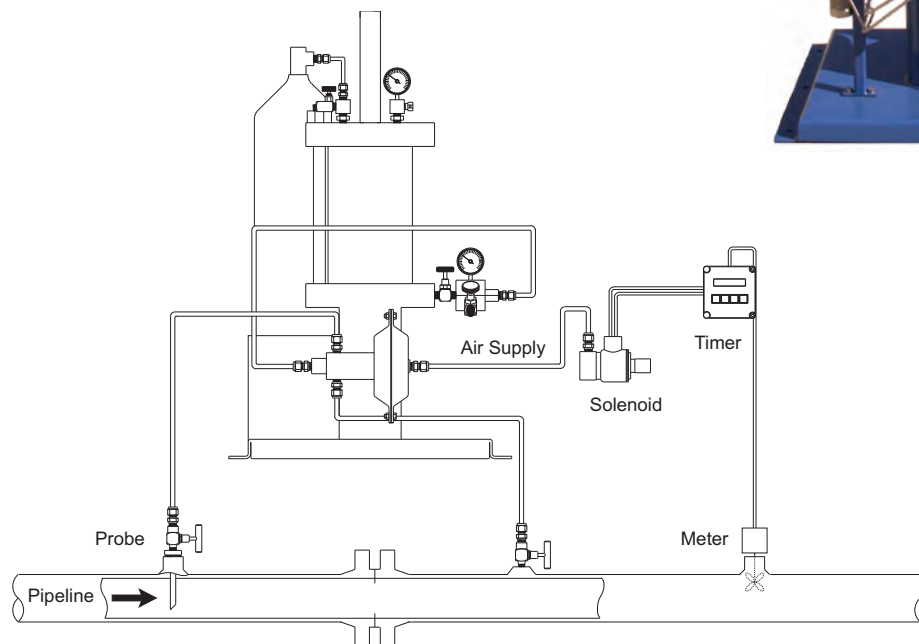 Air Supply
Timer
Solenoid
Probe
Meter
Pipeline